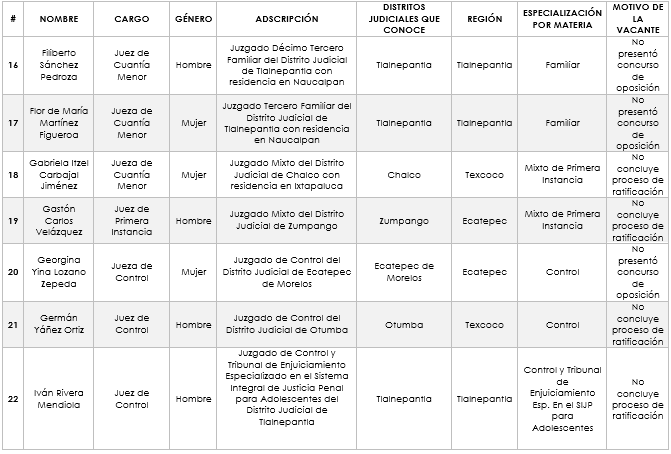 # NOMBRE CARGO GÉNERO ADSCRIPCIÓN DISTRITOS JUDICIALES QUE CONOCE REGIÓN ESPECIALIZACIÓN POR MATERIA MOTIVO DE LA VACANTE
16 Filiberto Sánchez Pedroza Juez de Cuantía Menor Hombre Juzgado Décimo Tercero Familiar del Distrito Judicial de Tlalnepantla con residencia en Naucalpan Tlalnepantla Tlalnepantla Familiar No presentó concurso de oposición
17 Flor de María Martínez Figueroa Jueza de Cuantía Menor Mujer Juzgado Tercero Familiar del Distrito Judicial de Tlalnepantla con residencia en Naucalpan Tlalnepantla Tlalnepantla Familiar No presentó concurso de oposición
18 Gabriela Itzel Carbajal Jiménez Jueza de Cuantía Menor Mujer Juzgado Mixto del Distrito Judicial de Chalco con residencia en Ixtapaluca Chalco Texcoco Mixto de Primera Instancia No concluye proceso de ratificación
19 Gastón Carlos Velázquez Juez de Primera Instancia Hombre Juzgado Mixto del Distrito Judicial de Zumpango Zumpango Ecatepec Mixto de Primera Instancia No concluye proceso de ratificación
20 Georgina Yina Lozano Zepeda Jueza de Control Mujer Juzgado de Control del Distrito Judicial de Ecatepec de Morelos Ecatepec de Morelos Ecatepec Control No presentó concurso de oposición
21 Germán Yáñez Ortiz Juez de Control Hombre Juzgado de Control del Distrito Judicial de Otumba Otumba Texcoco Control No concluye proceso de ratificación
22 Iván Rivera Mendiola Juez de Control Hombre Juzgado de Control y Tribunal de Enjuiciamiento Especializado en el Sistema Integral de Justicia Penal para Adolescentes del Distrito Judicial de Tlalnepantla Tlalnepantla Tlalnepantla Control y Tribunal de Enjuiciamiento Esp. En el SIJP para Adolescentes No concluye proceso de ratificación